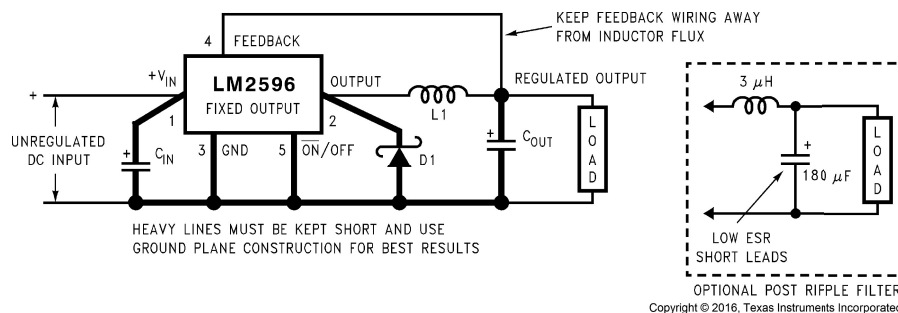 KEEP FEEDBACK WIRING AWAY
FROM INDUCTOR FLUX
4 FEEDBACK
+VIN
LM2596
FIXED OUTPUT
OUTPUT
REGULATED OUTPUT
3 μH
+
1
2
L1
UNREGULATED
DC INPUT
+
CIN
3 GND
5 ON/OFF
D1
+
COUT
LOAD
+
180 μF
LOAD
HEAVY LINES MUST BE KEPT SHORT AND USE
GROUND PLANE CONSTRUCTION FOR BEST RESULTS
LOW ESR
SHORT LEADS
OPTIONAL POST RIPPLE FILTER
Copyright © 2016, Texas Instruments Incorporated